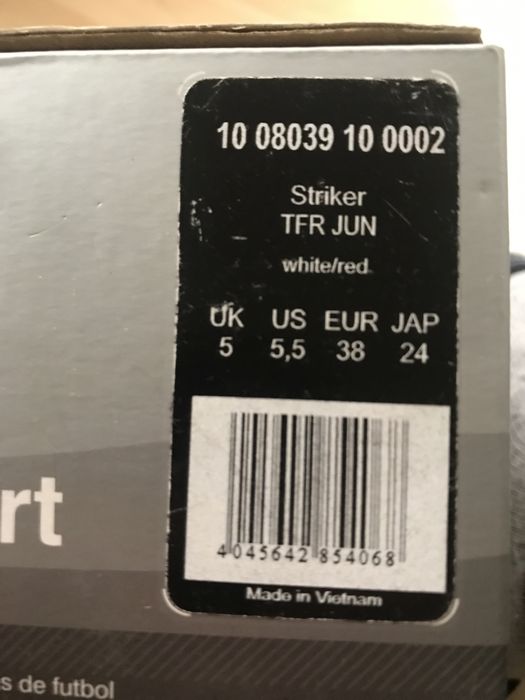 10 08039 10 0002
Striker
TFR JUN
white/red
UK US EUR JAP
5 5,5 38 24
4045642 854068
Made in Vietnam
rt
s de futbol